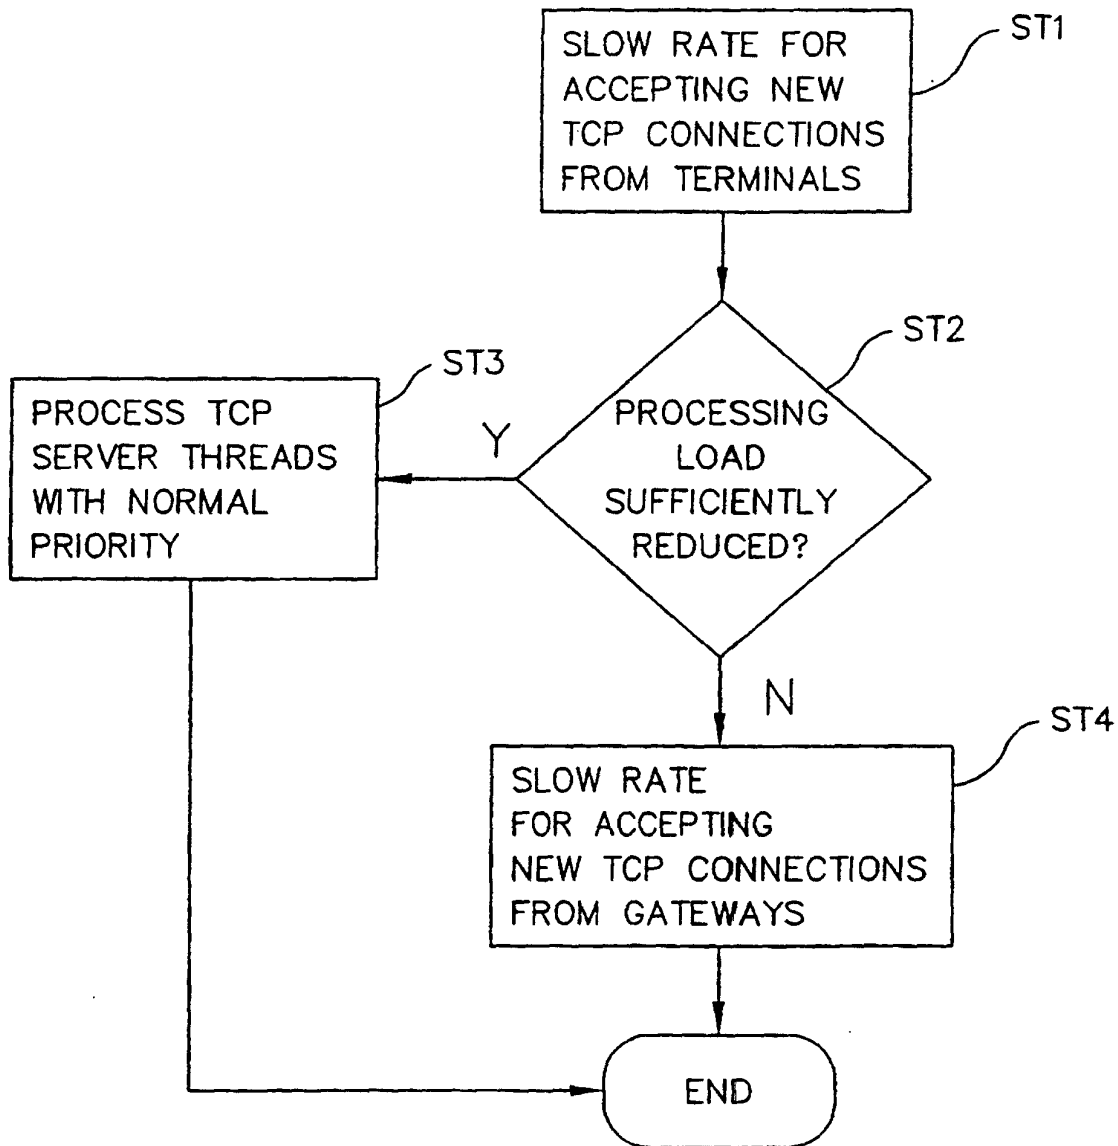 SLOW RATE FOR
ACCEPTING NEW
TCP CONNECTIONS
FROM TERMINALS
ST1
PROCESSING
LOAD
SUFFICIENTLY
REDUCED?
ST2
Y
PROCESS TCP
SERVER THREADS
WITH NORMAL
PRIORITY
ST3
N
SLOW RATE
FOR ACCEPTING
NEW TCP CONNECTIONS
FROM GATEWAYS
ST4
END